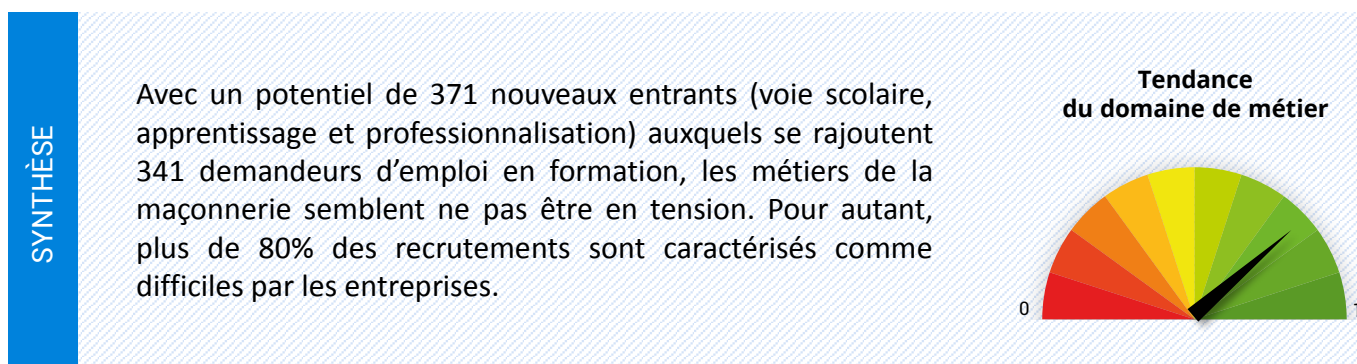 SYNTHÈSE
Avec un potentiel de 371 nouveaux entrants (voie scolaire,
apprentissage et professionnalisation) auxquels se rajoutent
341 demandeurs d’emploi en formation, les métiers de la
maçonnerie semblent ne pas être en tension. Pour autant,
plus de 80% des recrutements sont caractérisés comme
difficiles par les entreprises.
Tendance
du domaine de métier
0